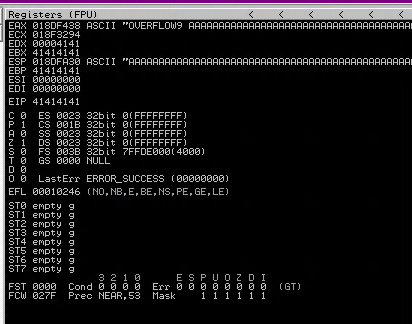 Registers (FPU) < < < < < <
EAX 018DF438 ASCII "OVERFLOW9 AAAAAAAAAAAAAAAAAAAAAAAAAAAAAAA
ECX 018F3294
EDX 00004141
EBX 41414141
ESP 018DFA30 ASCII "AAAAAAAAAAAAAAAAAAAAAAAAAAAAAAAAAAAAAAAAA
EBP 41414141
ESI 00000000
EDI 00000000
EIP 41414141
C 0 ES 0023 32bit 0(FFFFFFFF)
P 1 CS 001B 32bit 0(FFFFFFFF)
A 0 SS 0023 32bit 0(FFFFFFFF)
Z 1 DS 0023 32bit 0(FFFFFFFF)
S 0 FS 003B 32bit 7FFDE000(4000)
T 0 GS 0000 NULL
D 0
O 0 LastErr ERROR_SUCCESS (00000000)
EFL 00010246 (NO,NB,E,BE,NS,PE,GE,LE)
ST0 empty g
ST1 empty g
ST2 empty g
ST3 empty g
ST4 empty g
ST5 empty g
ST6 empty g
ST7 empty g
3 2 1 0 E S P U O Z D I
FST 0000 Cond 0 0 0 0 Err 0 0 0 0 0 0 0 0 (GT)
FCW 027F Prec NEAR,53 Mask 1 1 1 1 1 1